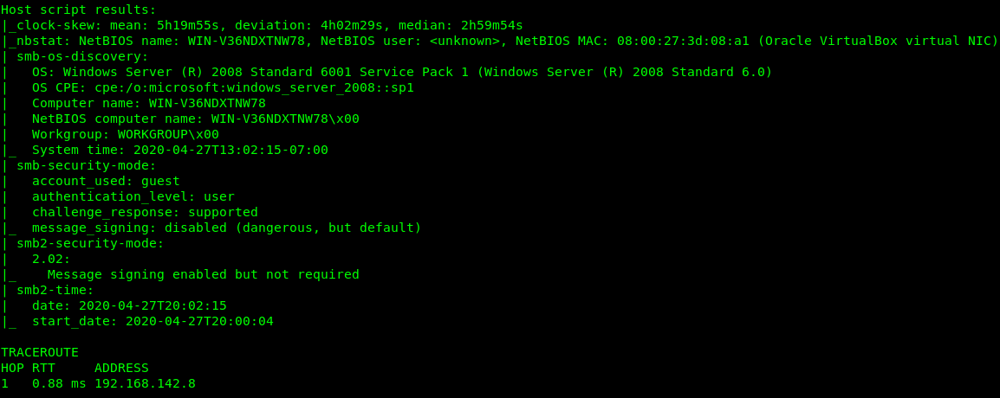 Host script results:
|_clock-skew: mean: 5h19m55s, deviation: 4h02m29s, median: 2h59m54s
|_nbstat: NetBIOS name: WIN-V36NDXTNW78, NetBIOS user: <unknown>, NetBIOS MAC: 08:00:27:3d:08:a1 (Oracle VirtualBox virtual NIC)
| smb-os-discovery:
|   OS: Windows Server (R) 2008 Standard 6001 Service Pack 1 (Windows Server (R) 2008 Standard 6.0)
|   OS CPE: cpe:/o:microsoft:windows_server_2008::sp1
|   Computer name: WIN-V36NDXTNW78
|   NetBIOS computer name: WIN-V36NDXTNW78\x00
|   Workgroup: WORKGROUP\x00
|_  System time: 2020-04-27T13:02:15-07:00
| smb-security-mode:
|   account_used: guest
|   authentication_level: user
|   challenge_response: supported
|_  message_signing: disabled (dangerous, but default)
| smb2-security-mode:
|   2.02:
|_    Message signing enabled but not required
| smb2-time:
|   date: 2020-04-27T20:02:15
|_  start_date: 2020-04-27T20:00:04

TRACEROUTE
HOP RTT     ADDRESS
1   0.88 ms 192.168.142.8